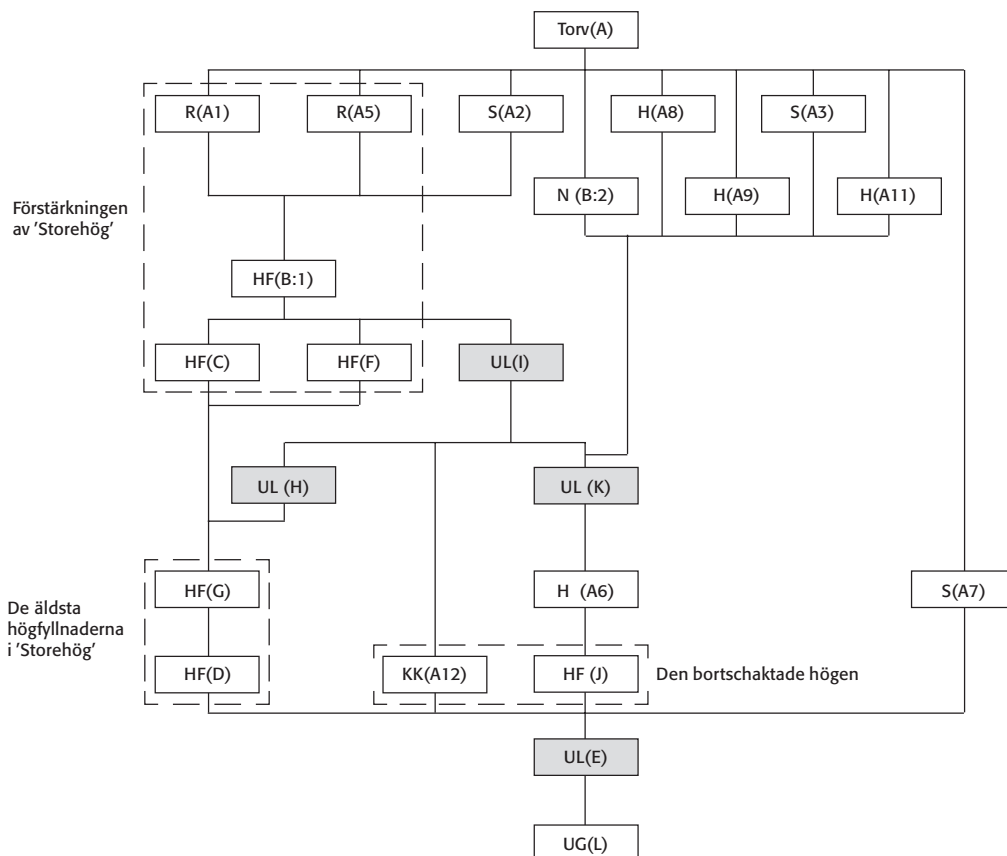 Torv(A)
R(A1)
R(A5)
S(A2)
H(A8)
S(A3)
N (B:2)
H(A9)
H(A11)
Förstärkningen
av 'Storehög'
HF(B:1)
HF(C)
HF(F)
UL(I)
UL (H)
UL (K)
HF(G)
H (A6)
S(A7)
De äldsta
högfyllnaderna
i 'Storehög'
HF(D)
KK(A12)
HF (J)
Den bortschaktade högen
UL(E)
UG(L)